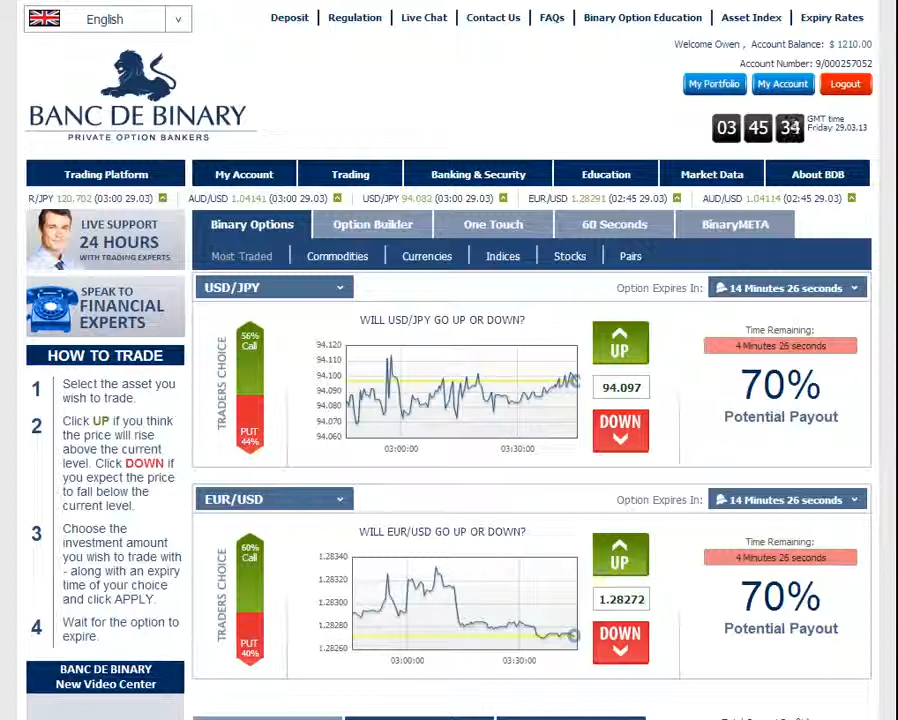 English
Deposit | Regulation | Live Chat | Contact Us | FAQs | Binary Option Education | Asset Index | Expiry Rates
Welcome Owen , Account Balance: $ 1210.00
Account Number: 9/000257052
My Portfolio My Account Logout
BANC DE BINARY
PRIVATE OPTION BANKERS
03 45 34 GMT time
Friday 29.03.13
Trading Platform My Account Trading Banking & Security Education Market Data About BDB
R/JPY 120.702 (03:00 29.03) AUD/USD 1.04141 (03:00 29.03) USD/JPY 94.082 (03:00 29.03) EUR/USD 1.28291 (02:45 29.03) AUD/USD 1.04114 (02:45 29.03)
LIVE SUPPORT
24 HOURS
WITH TRADING EXPERTS
SPEAK TO
FINANCIAL
EXPERTS
HOW TO TRADE
1 Select the asset you
wish to trade.
2 Click UP if you think
the price will rise
above the current
level. Click DOWN if
you expect the price
to fall below the
current level.
3 Choose the
investment amount
you wish to trade with
- along with an expiry
time of your choice
and click APPLY.
4 Wait for the option to
expire.
BANC DE BINARY
New Video Center
Binary Options Option Builder One Touch 60 Seconds BinaryMETA
Most Traded | Commodities | Currencies | Indices | Stocks | Pairs
USD/JPY Option Expires In: 14 Minutes 26 seconds
WILL USD/JPY GO UP OR DOWN?
TRADERS CHOICE
56%
Call
PUT
44%
94.120
94.110
94.100
94.090
94.080
94.070
94.060
03:00:00 03:30:00
UP
94.097
DOWN
Time Remaining:
4 Minutes 26 seconds
70%
Potential Payout
EUR/USD Option Expires In: 14 Minutes 26 seconds
WILL EUR/USD GO UP OR DOWN?
TRADERS CHOICE
60%
Call
PUT
40%
1.28340
1.28320
1.28300
1.28280
1.28260
03:00:00 03:30:00
UP
1.28272
DOWN
Time Remaining:
4 Minutes 26 seconds
70%
Potential Payout